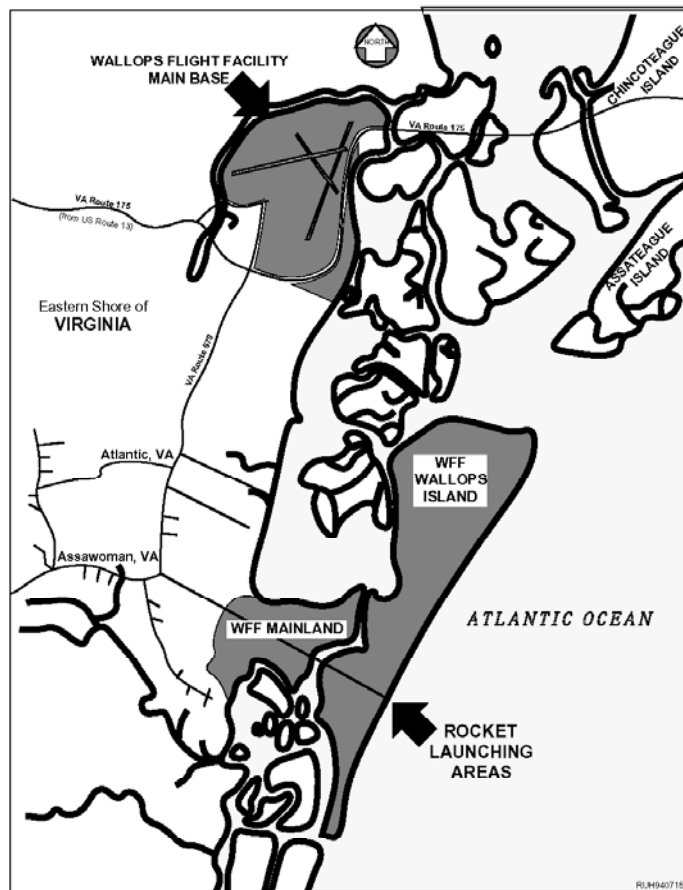 NORTH
WALLOPS FLIGHT FACILITY
MAIN BASE
CHINCOTEAGUE
ISLAND
VA Route 175
VA Route 175
(from US Route 13)
ASSATEAGUE
ISLAND
Eastern Shore of
VIRGINIA
VA Route 679
Atlantic, VA
WFF
WALLOPS
ISLAND
Assawoman, VA
ATLANTIC OCEAN
WFF MAINLAND
ROCKET
LAUNCHING
AREAS
RUH940715